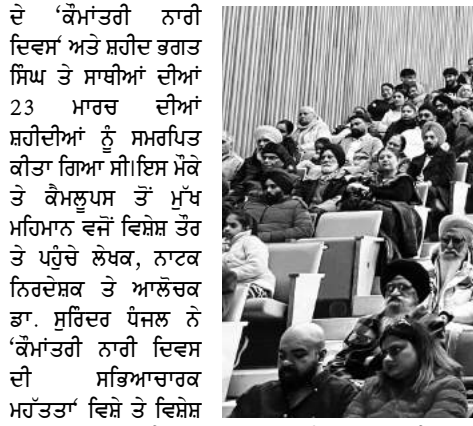 ਦੇ ‘ਕੌਮਾਂਤਰੀ ਨਾਰੀ
ਦਿਵਸ‘ ਅਤੇ ਸ਼ਹੀਦ ਭਗਤ
ਸਿੰਘ ਤੇ ਸਾਥੀਆਂ ਦੀਆਂ
23 ਮਾਰਚ ਦੀਆਂ
ਸ਼ਹੀਦੀਆਂ ਨੂੰ ਸਮਰਪਿਤ
ਕੀਤਾ ਗਿਆ ਸੀ।ਇਸ ਮੌਕੇ
ਤੇ ਕੈਮਲੂਪਸ ਤੋਂ ਮੁੱਖ
ਮਹਿਮਾਨ ਵਜੋਂ ਵਿਸ਼ੇਸ਼ ਤੌਰ
ਤੇ ਪਹੁੰਚੇ ਲੇਖਕ, ਨਾਟਕ
ਨਿਰਦੇਸ਼ਕ ਤੇ ਆਲੋਚਕ
ਡਾ. ਸੁਰਿੰਦਰ ਧੰਜਲ ਨੇ
‘ਕੌਮਾਂਤਰੀ ਨਾਰੀ ਦਿਵਸ
ਦੀ ਸਭਿਆਚਾਰਕ
ਮਹੱਤਤਾ‘ ਵਿਸ਼ੇ ਤੇ ਵਿਸ਼ੇਸ਼